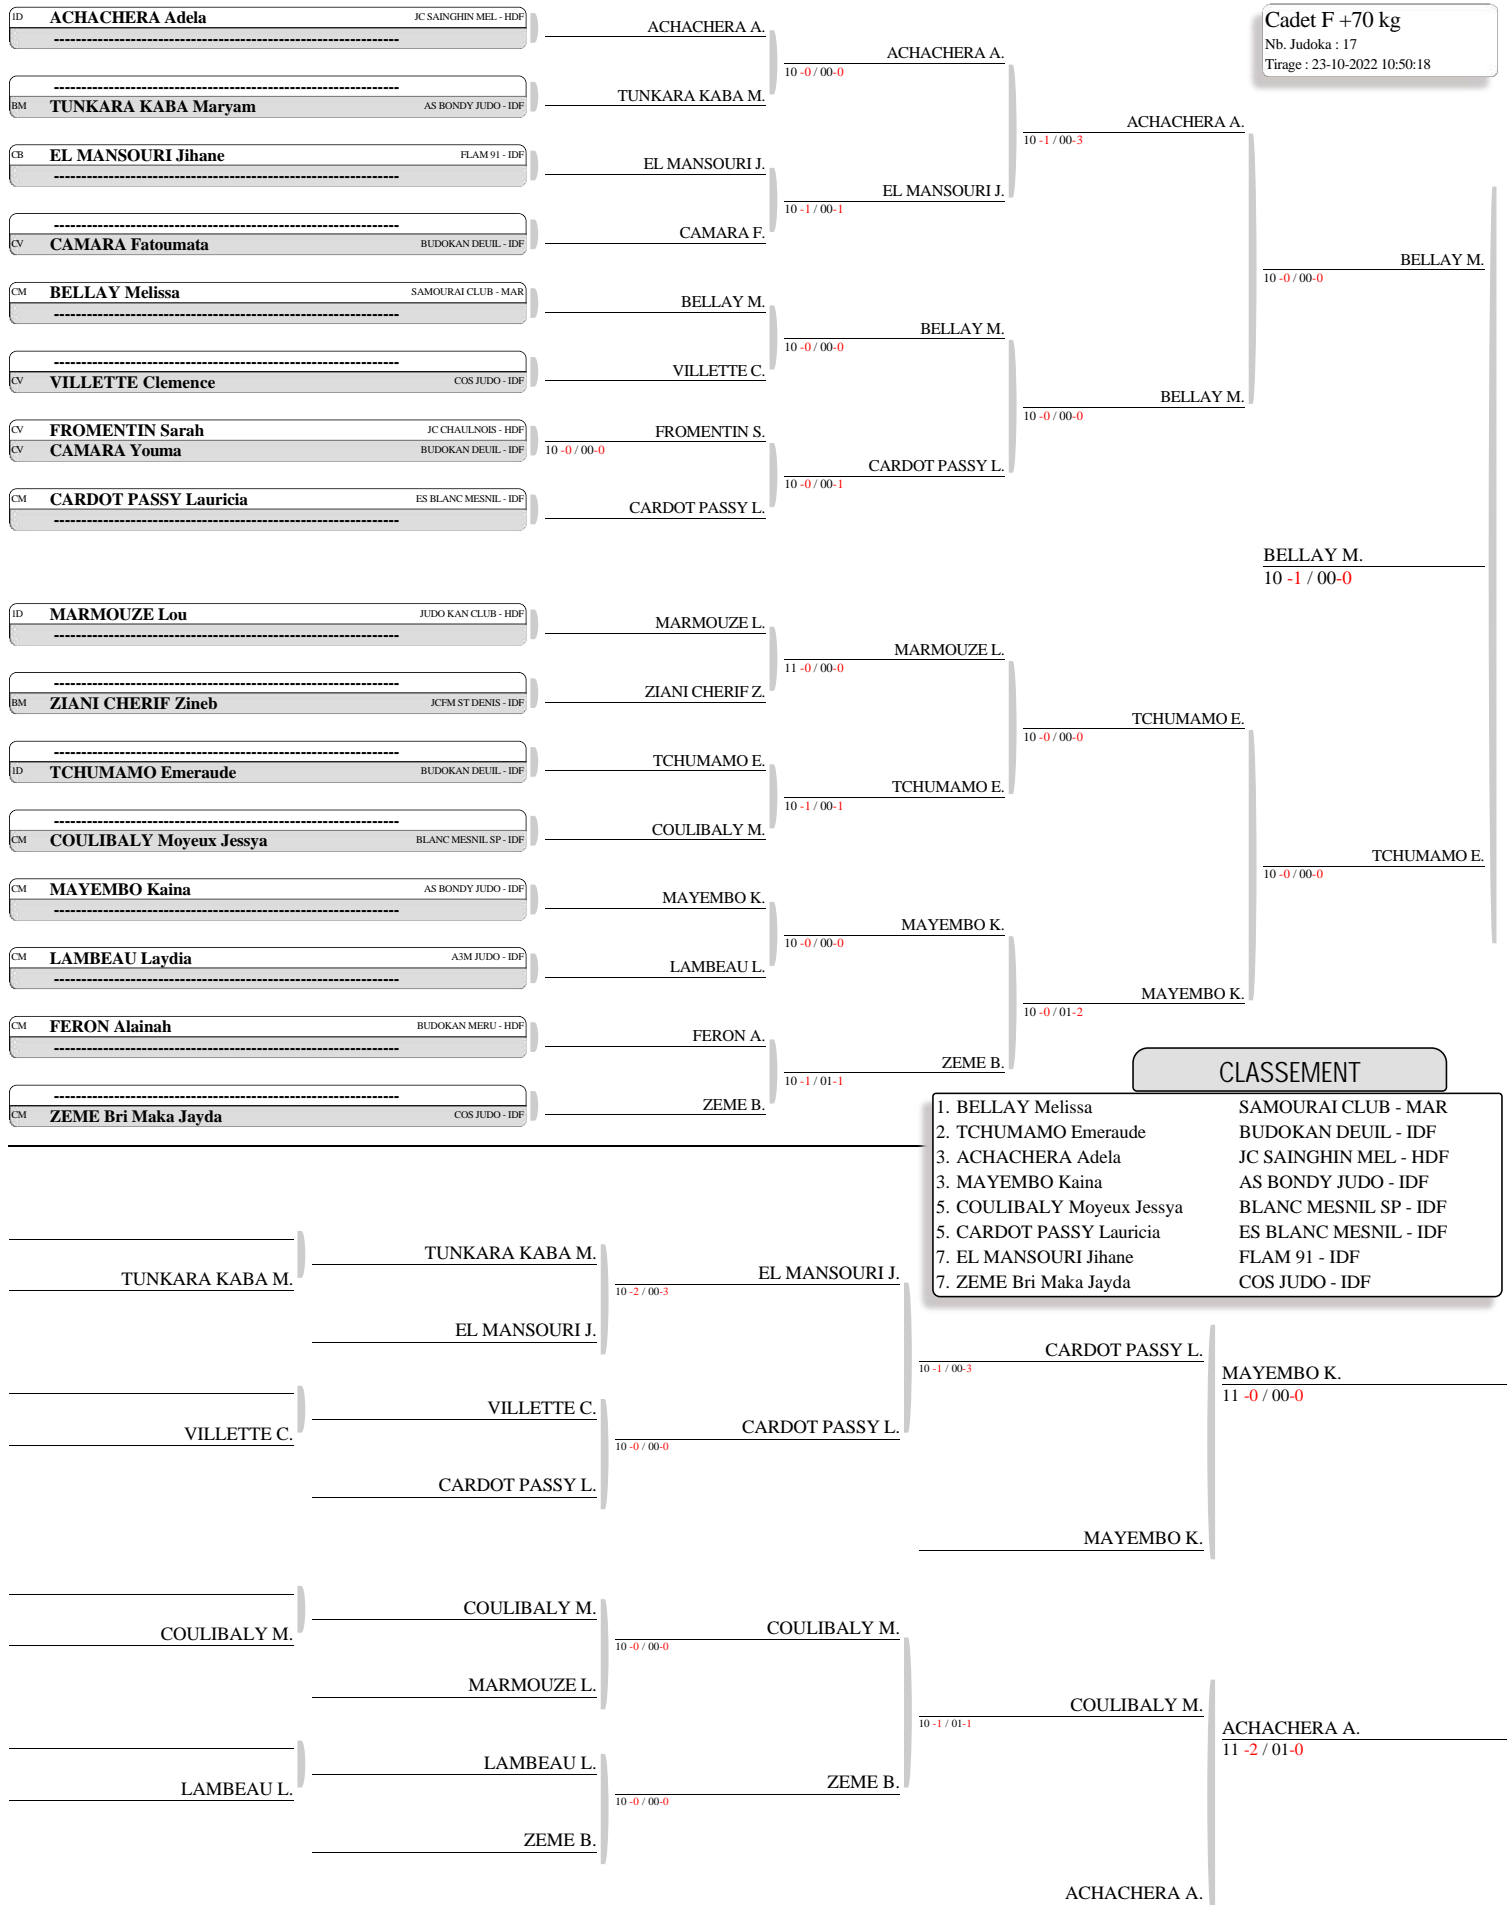 Cadet F +70 kg
Nb. Judoka : 17
Tirage : 23-10-2022 10:50:18
1D ACHACHERA Adela JC SAINGHIN MEL - HDF
----------------------------------------------------------------
----------------------------------------------------------------
BM TUNKARA KABA Maryam AS BONDY JUDO - IDF
CB EL MANSOURI Jihane FLAM 91 - IDF
----------------------------------------------------------------
----------------------------------------------------------------
CV CAMARA Fatoumata BUDOKAN DEUIL - IDF
CM BELLAY Melissa SAMOURAI CLUB - MAR
----------------------------------------------------------------
----------------------------------------------------------------
CV VILLETTE Clemence COS JUDO - IDF
CV FROMENTIN Sarah JC CHAULNOIS - HDF
CV CAMARA Youma BUDOKAN DEUIL - IDF
CM CARDOT PASSY Lauricia ES BLANC MESNIL - IDF
----------------------------------------------------------------
1D MARMOUZE Lou JUDO KAN CLUB - HDF
----------------------------------------------------------------
----------------------------------------------------------------
BM ZIANI CHERIF Zineb JCFM ST DENIS - IDF
----------------------------------------------------------------
1D TCHUMAMO Emeraude BUDOKAN DEUIL - IDF
----------------------------------------------------------------
CM COULIBALY Moyeux Jessya BLANC MESNIL SP - IDF
CM MAYEMBO Kaina AS BONDY JUDO - IDF
----------------------------------------------------------------
CM LAMBEAU Laydia A3M JUDO - IDF
----------------------------------------------------------------
CM FERON Alainah BUDOKAN MERU - HDF
----------------------------------------------------------------
----------------------------------------------------------------
CM ZEME Bri Maka Jayda COS JUDO - IDF
ACHACHERA A.
TUNKARA KABA M.
EL MANSOURI J.
CAMARA F.
BELLAY M.
VILLETTE C.
FROMENTIN S.
10 -0 / 00-0
CARDOT PASSY L.
MARMOUZE L.
ZIANI CHERIF Z.
TCHUMAMO E.
COULIBALY M.
MAYEMBO K.
LAMBEAU L.
FERON A.
ZEME B.
ACHACHERA A.
10 -0 / 00-0
EL MANSOURI J.
10 -1 / 00-1
BELLAY M.
10 -0 / 00-0
CARDOT PASSY L.
10 -0 / 00-1
MARMOUZE L.
11 -0 / 00-0
TCHUMAMO E.
10 -1 / 00-1
MAYEMBO K.
10 -0 / 00-0
ZEME B.
10 -1 / 01-1
ACHACHERA A.
10 -1 / 00-3
BELLAY M.
10 -0 / 00-0
TCHUMAMO E.
10 -0 / 00-0
MAYEMBO K.
10 -0 / 01-2
BELLAY M.
10 -0 / 00-0
TCHUMAMO E.
10 -0 / 00-0
BELLAY M.
10 -1 / 00-0
CLASSEMENT
1. BELLAY Melissa SAMOURAI CLUB - MAR
2. TCHUMAMO Emeraude BUDOKAN DEUIL - IDF
3. ACHACHERA Adela JC SAINGHIN MEL - HDF
3. MAYEMBO Kaina AS BONDY JUDO - IDF
5. COULIBALY Moyeux Jessya BLANC MESNIL SP - IDF
5. CARDOT PASSY Lauricia ES BLANC MESNIL - IDF
7. EL MANSOURI Jihane FLAM 91 - IDF
7. ZEME Bri Maka Jayda COS JUDO - IDF
TUNKARA KABA M.
VILLETTE C.
COULIBALY M.
LAMBEAU L.
TUNKARA KABA M.
EL MANSOURI J.
VILLETTE C.
CARDOT PASSY L.
COULIBALY M.
MARMOUZE L.
LAMBEAU L.
ZEME B.
EL MANSOURI J.
10 -2 / 00-3
CARDOT PASSY L.
10 -0 / 00-0
COULIBALY M.
10 -0 / 00-0
ZEME B.
10 -0 / 00-0
CARDOT PASSY L.
10 -1 / 00-3
MAYEMBO K.
COULIBALY M.
10 -1 / 01-1
ACHACHERA A.
MAYEMBO K.
11 -0 / 00-0
ACHACHERA A.
11 -2 / 01-0